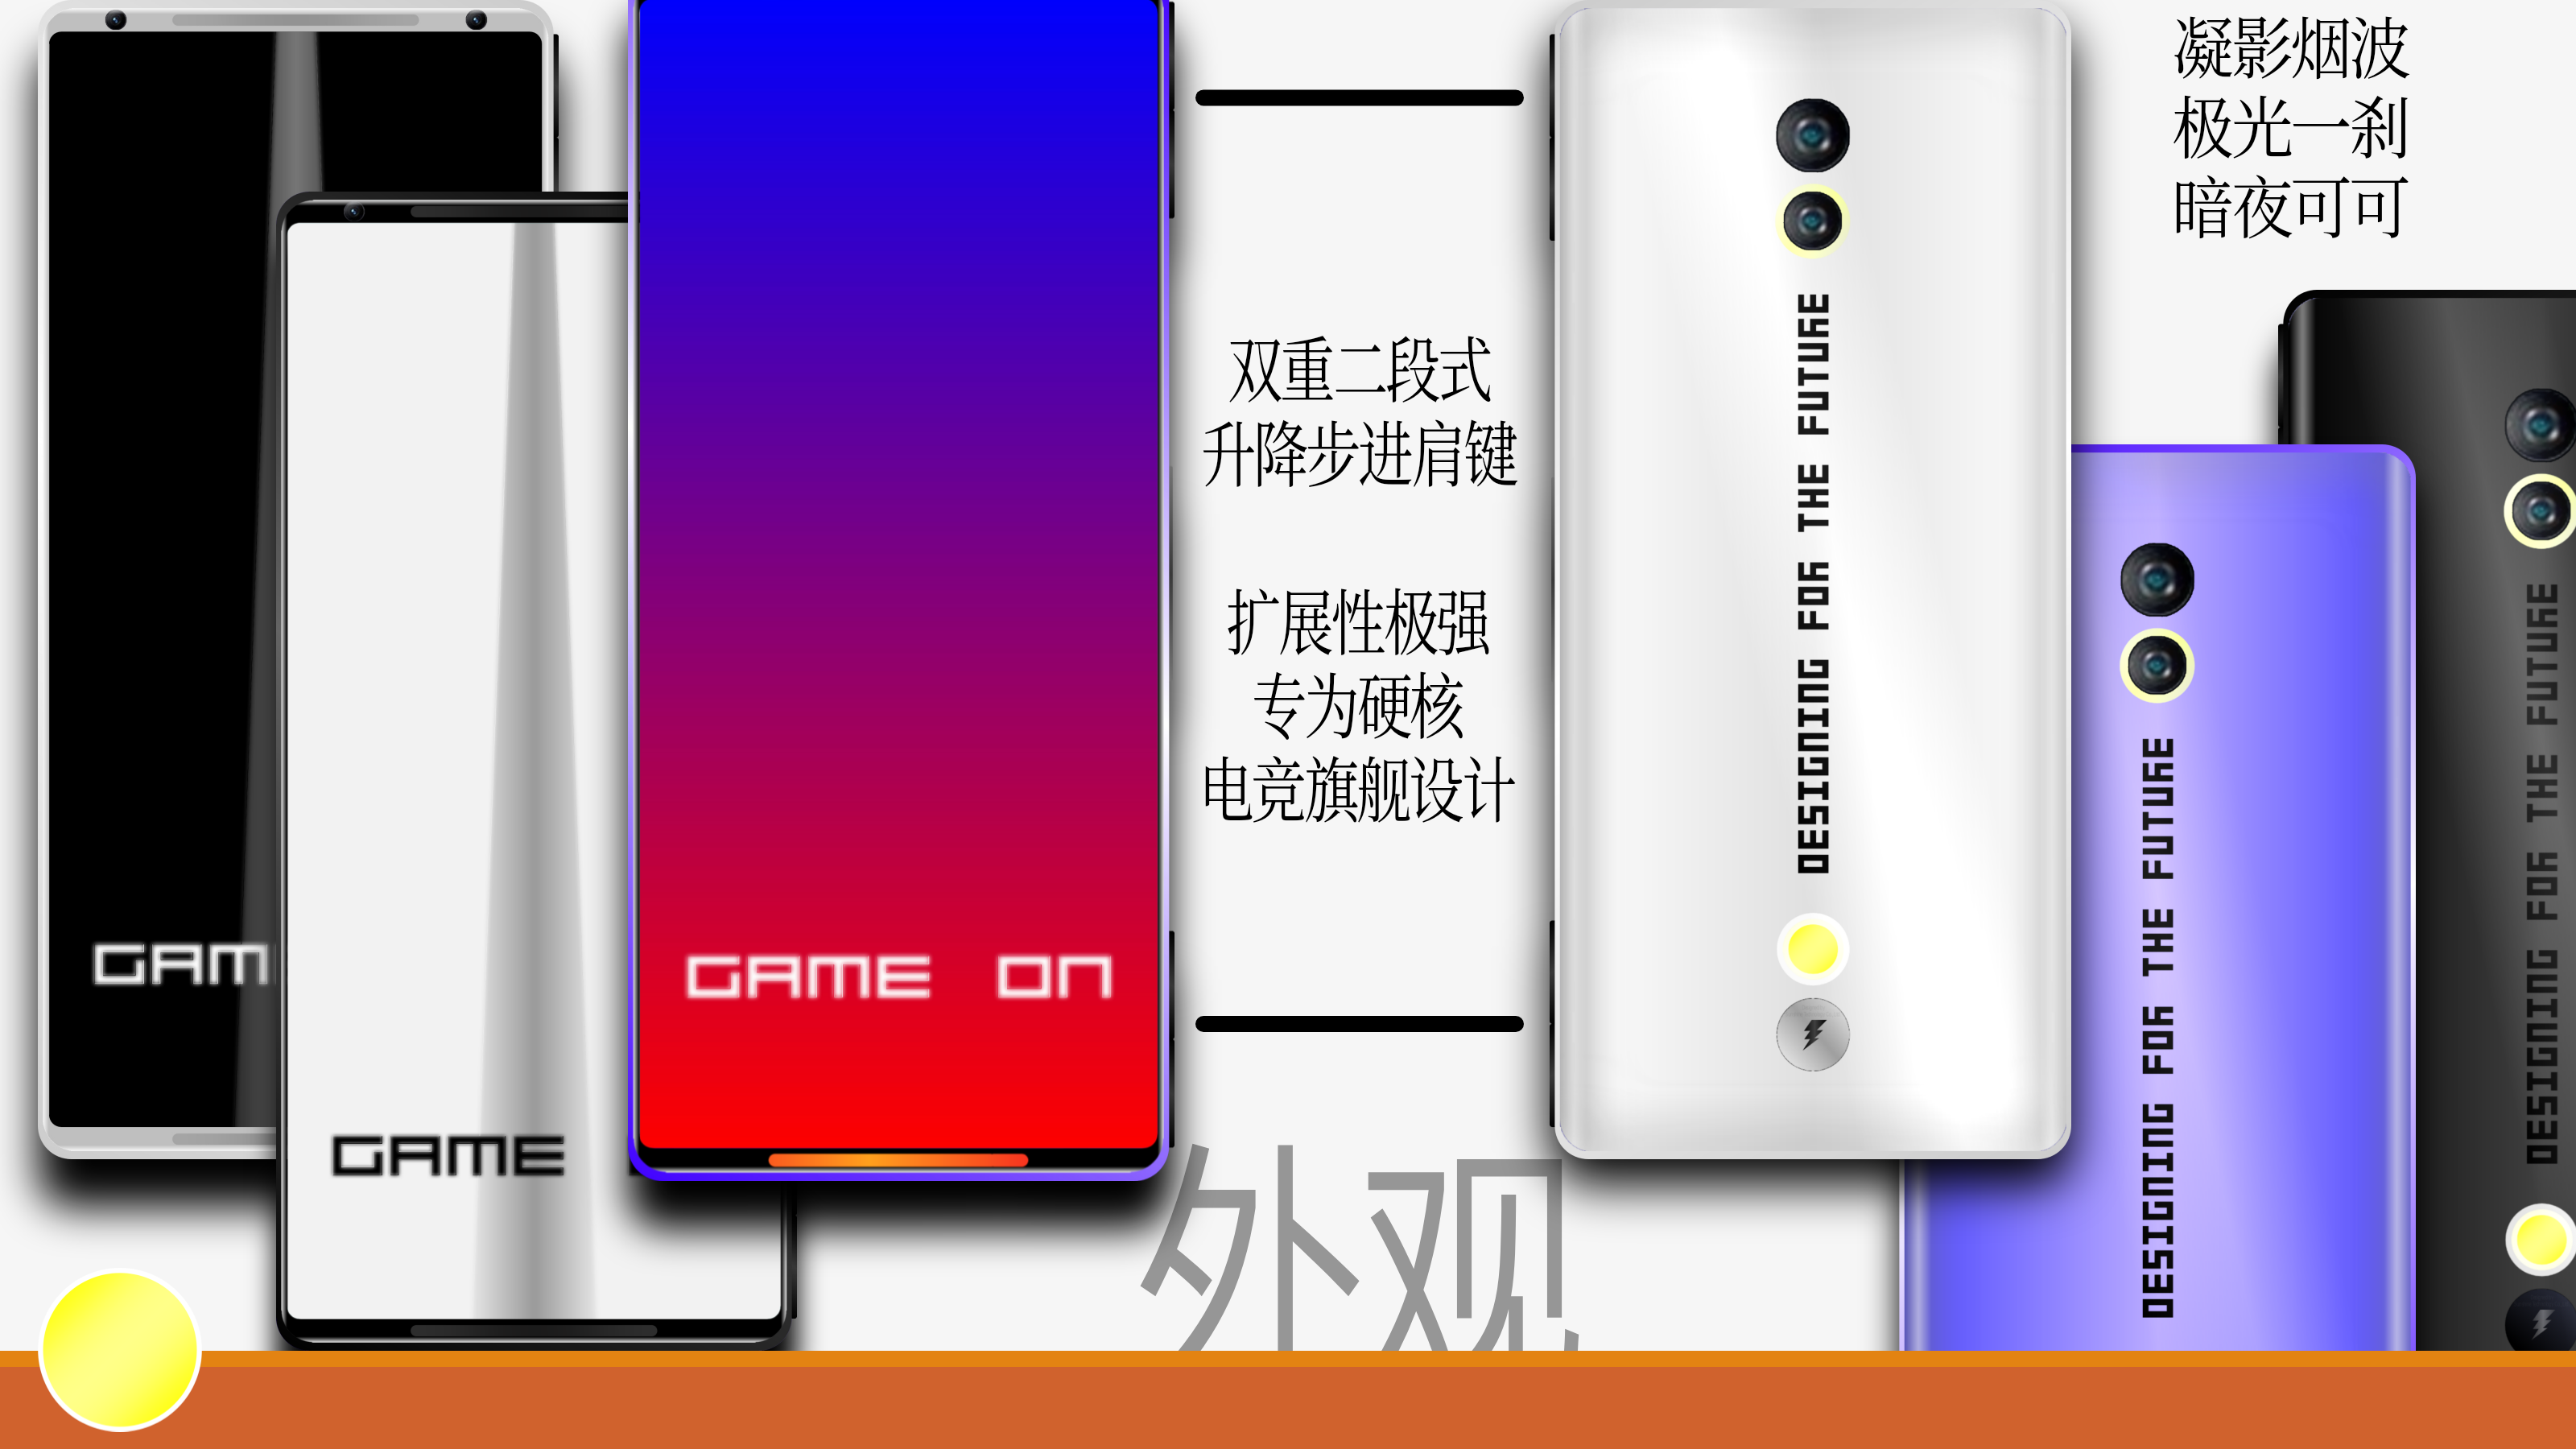 凝影烟波
极光一刹
暗夜可可
双重二段式
升降步进肩键
扩展性极强
专为硬核
电竞旗舰设计
GAM
GAME
GAME ON
DESIGNING FOR THE FUTURE
DESIGNING FOR THE FUTURE
DESIGNING FOR THE FUTURE
外观